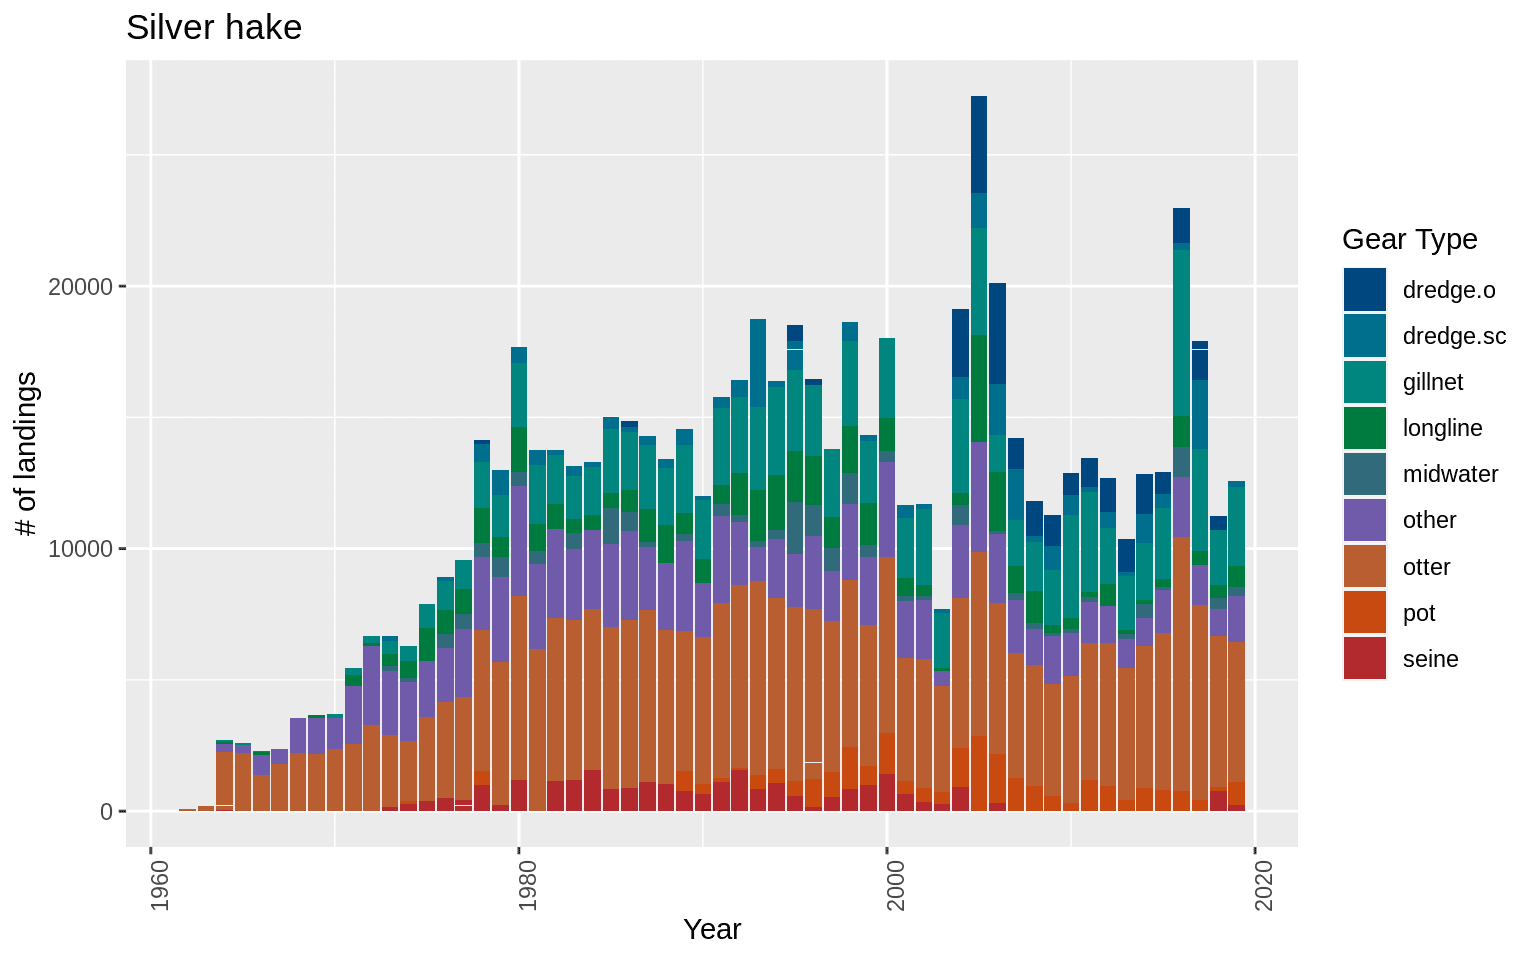 Silver hake
# of landings
20000
10000
0
1960
1980
2000
2020
Year
Gear Type
dredge.o
dredge.sc
gillnet
longline
midwater
other
otter
pot
seine